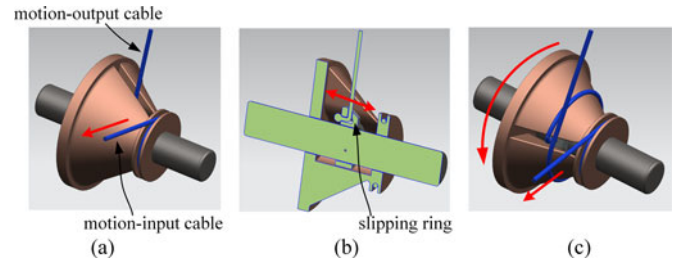 motion-output cable
motion-input cable
slipping ring
(a)
(b)
(c)